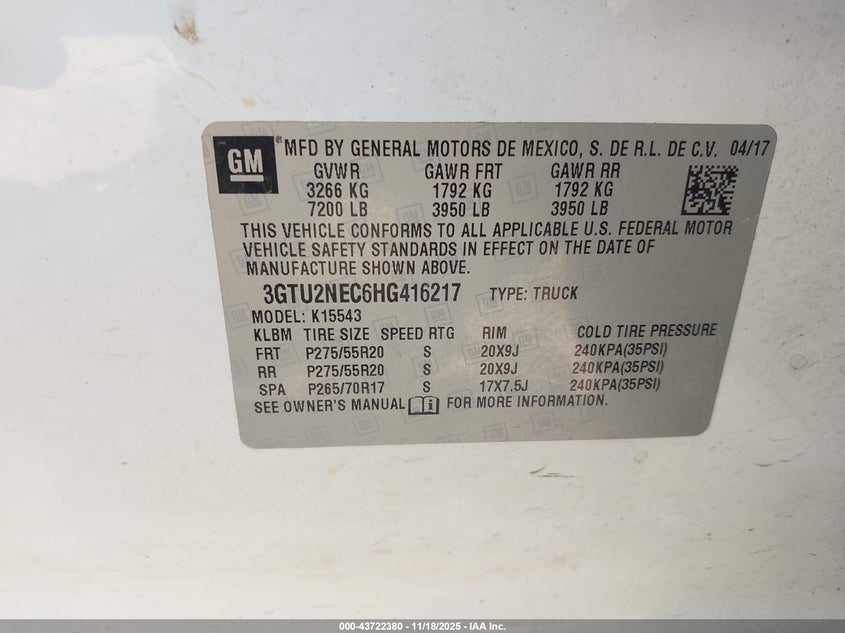 GM ® MFD BY GENERAL MOTORS DE MEXICO, S. DE R.L. DE C.V. 04/17
GVWR GAWR FRT GAWR RR
3266 KG 1792 KG 1792 KG
7200 LB 3950 LB 3950 LB
THIS VEHICLE CONFORMS TO ALL APPLICABLE U.S. FEDERAL MOTOR
VEHICLE SAFETY STANDARDS IN EFFECT ON THE DATE OF
MANUFACTURE SHOWN ABOVE.
3GTU2NEC6HG416217 TYPE: TRUCK
MODEL: K15543
KLBM TIRE SIZE SPEED RTG RIM COLD TIRE PRESSURE
FRT P275/55R20 S 20X9J 240KPA(35PSI)
RR P275/55R20 S 20X9J 240KPA(35PSI)
SPA P265/70R17 S 17X7.5J 240KPA(35PSI)
SEE OWNER'S MANUAL FOR MORE INFORMATION.
000-43722380 - 11/18/2025 - IAA Inc.